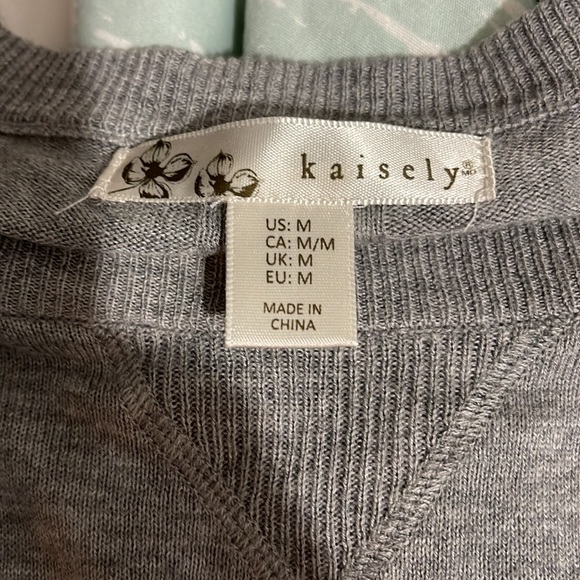 kaisely® MD
US: M
CA: M/M
UK: M
EU: M
MADE IN
CHINA